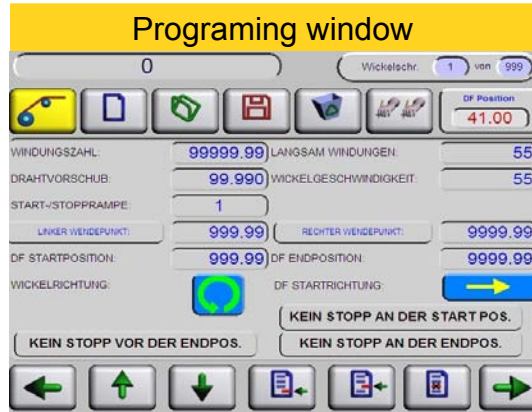 Programing window
0 Wickelschr. 1 von 999
DF Position
41.00
WINDUNGSZAHL: 99999.99 LANGSAM WINDUNGEN: 55
DRAHTVORSCHUB: 99.990 WICKELGESCHWINDIGKEIT: 55
START-/STOPPRAMPE: 1
LINKER WENDEPUNKT: 999.99 RECHTER WENDEPUNKT: 9999.99
DF STARTPOSITION: 999.99 DF ENDPOSITION: 9999.99
WICKELRICHTUNG: DF STARTRICHTUNG:
KEIN STOPP AN DER START POS.
KEIN STOPP VOR DER ENDPOS. KEIN STOPP AN DER ENDPOS.